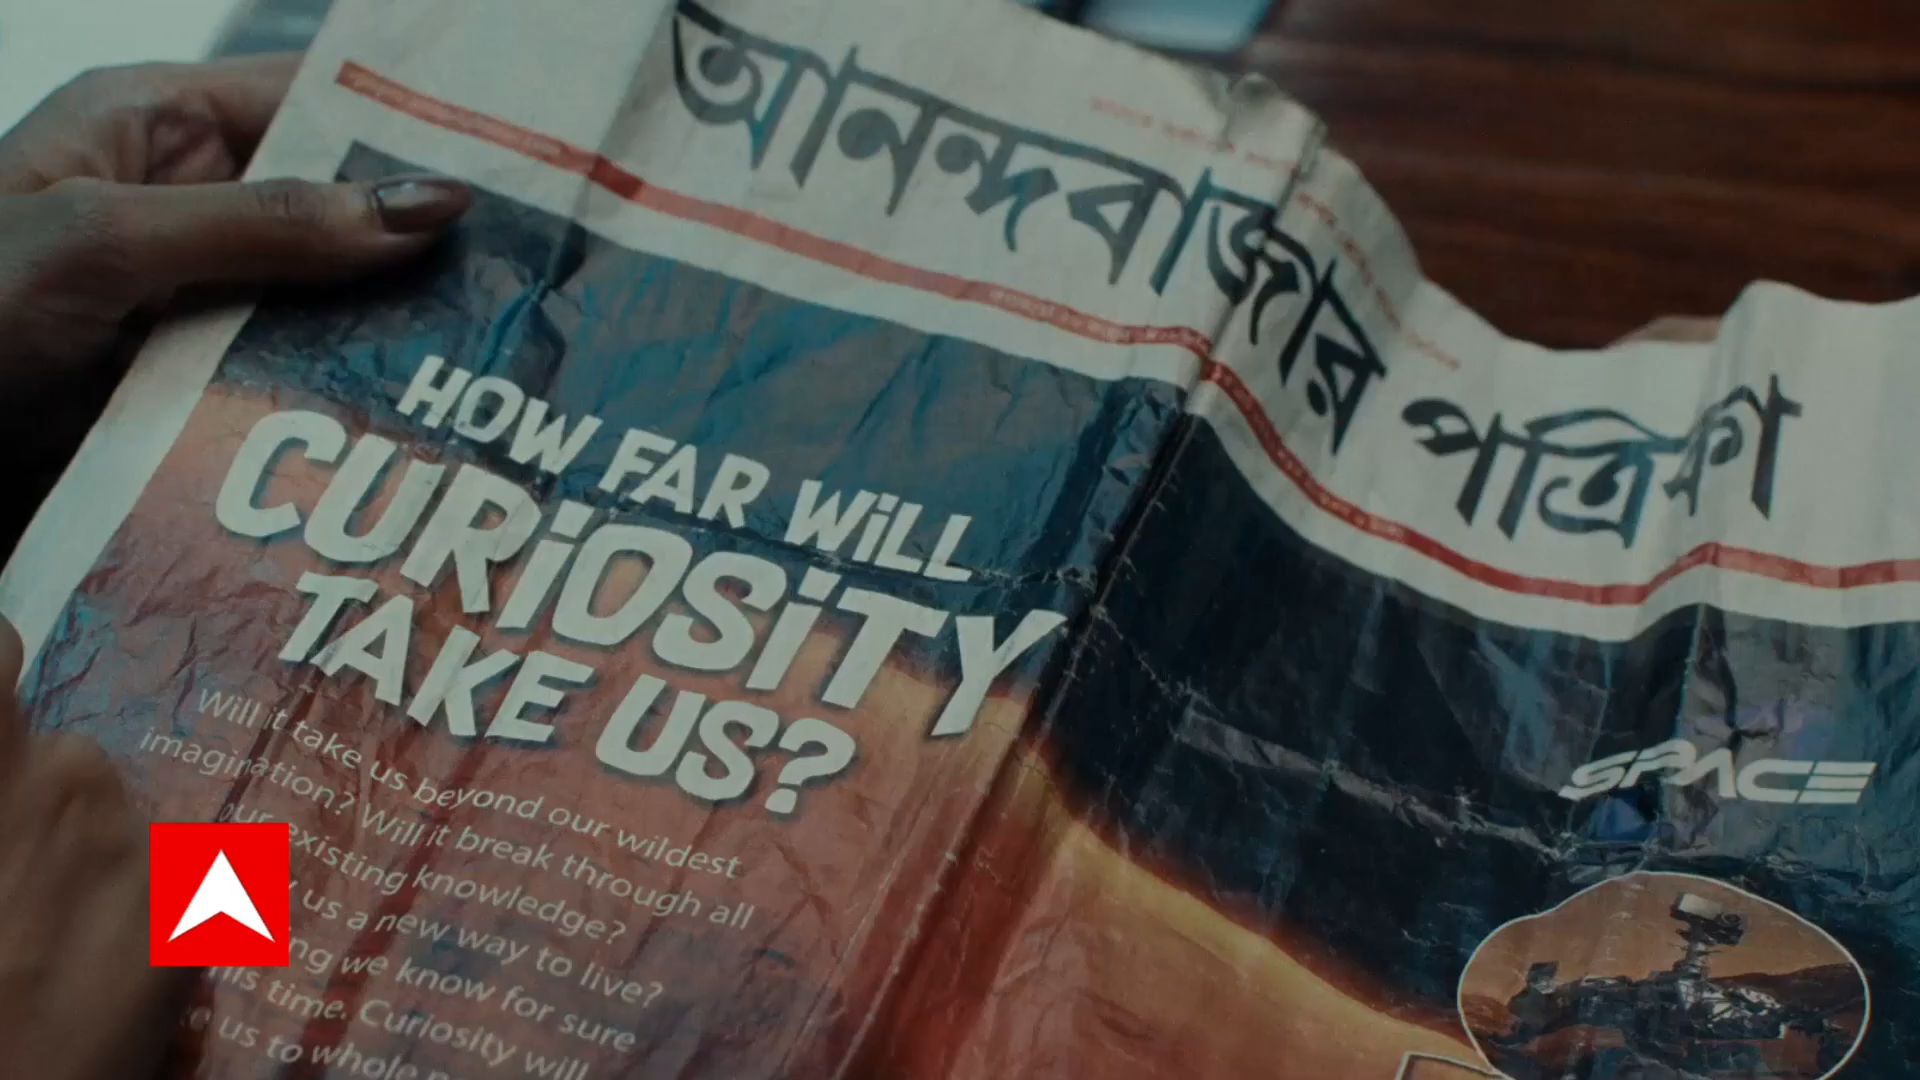 আনন্দবাজার পত্রিকা
HOW FAR WiLL
CURiOSiTY
TAKE US?
Will it take us beyond our wildest
imagination? Will it break through all
our existing knowledge?
us a new way to live?
we know for sure
this time. Curiosity will
us to whole
SPACE